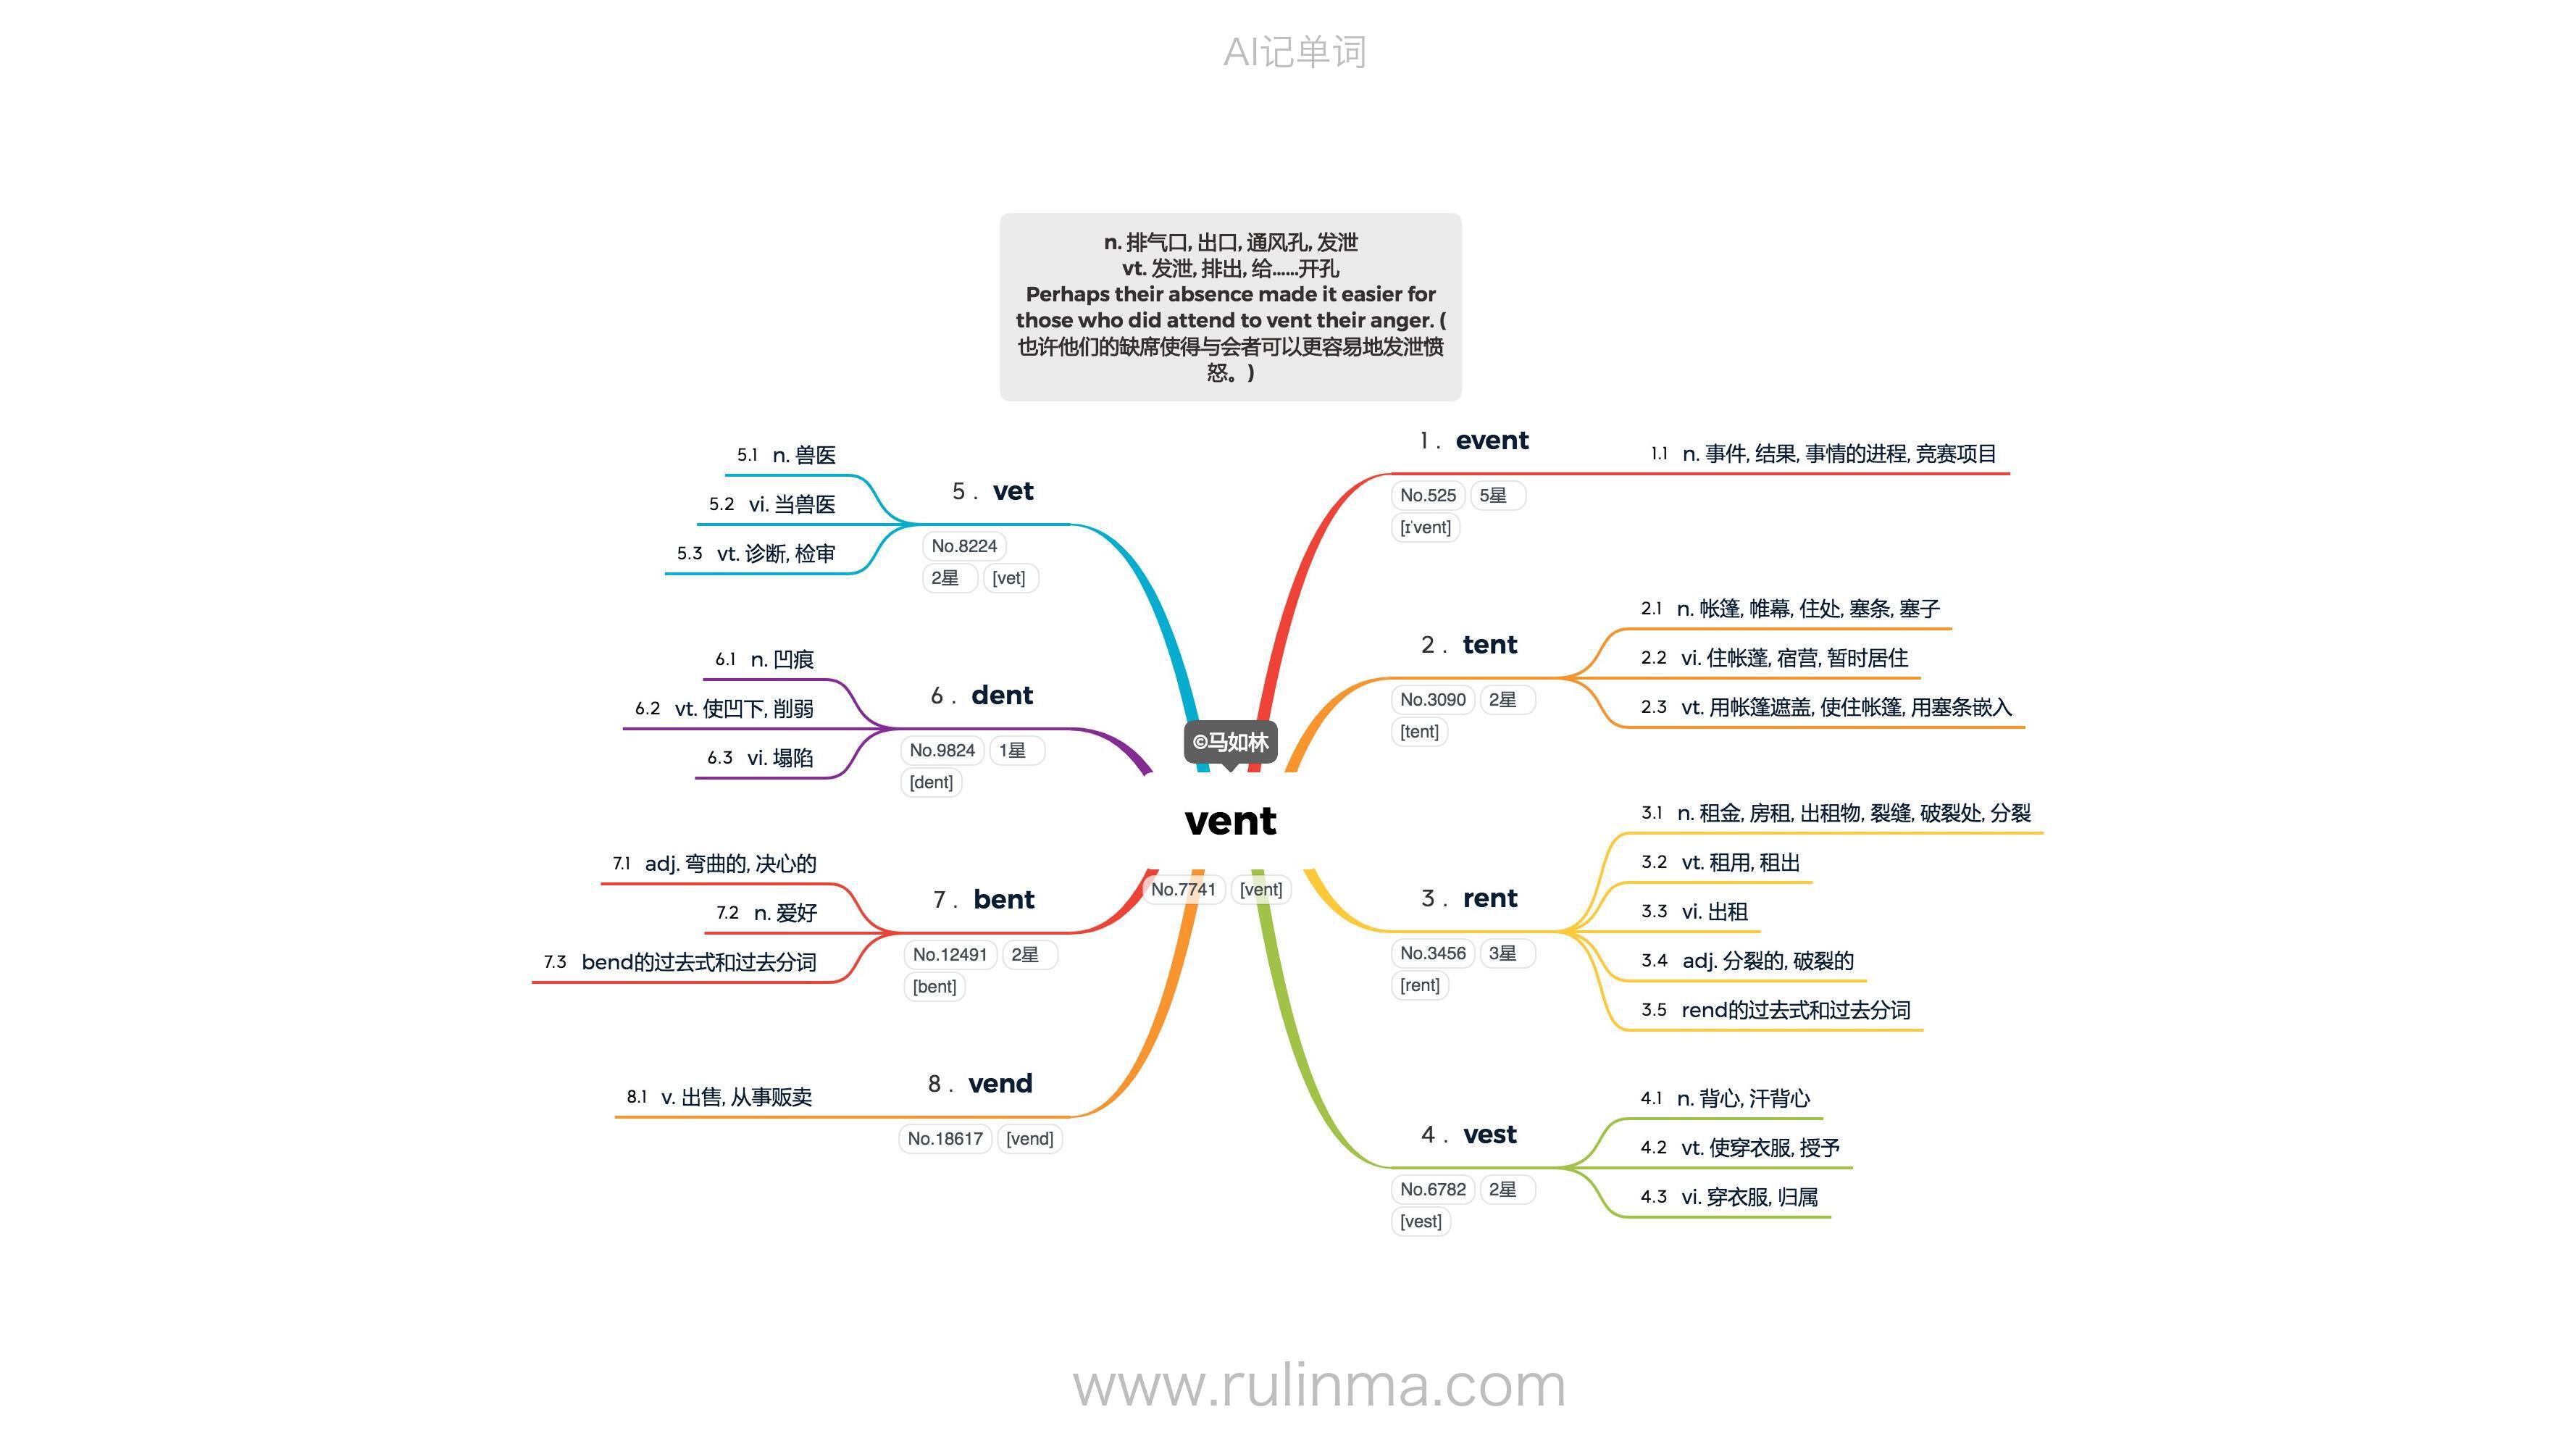 AI记单词
n. 排气口, 出口, 通风孔, 发泄
vt. 发泄, 排出, 给……开孔
Perhaps their absence made it easier for
those who did attend to vent their anger. (
也许他们的缺席使得与会者可以更容易地发泄愤
怒。)
©马如林
vent
No.7741 [vent]
1 . event
No.525 5星
[ɪˈvent]
1.1 n. 事件, 结果, 事情的进程, 竞赛项目
2 . tent
No.3090 2星
[tent]
2.1 n. 帐篷, 帷幕, 住处, 塞条, 塞子
2.2 vi. 住帐蓬, 宿营, 暂时居住
2.3 vt. 用帐篷遮盖, 使住帐篷, 用塞条嵌入
3 . rent
No.3456 3星
[rent]
3.1 n. 租金, 房租, 出租物, 裂缝, 破裂处, 分裂
3.2 vt. 租用, 租出
3.3 vi. 出租
3.4 adj. 分裂的, 破裂的
3.5 rend的过去式和过去分词
4 . vest
No.6782 2星
[vest]
4.1 n. 背心, 汗背心
4.2 vt. 使穿衣服, 授予
4.3 vi. 穿衣服, 归属
5 . vet
No.8224
2星 [vet]
5.1 n. 兽医
5.2 vi. 当兽医
5.3 vt. 诊断, 检审
6 . dent
No.9824 1星
[dent]
6.1 n. 凹痕
6.2 vt. 使凹下, 削弱
6.3 vi. 塌陷
7 . bent
No.12491 2星
[bent]
7.1 adj. 弯曲的, 决心的
7.2 n. 爱好
7.3 bend的过去式和过去分词
8 . vend
No.18617 [vend]
8.1 v. 出售, 从事贩卖
www.rulinma.com